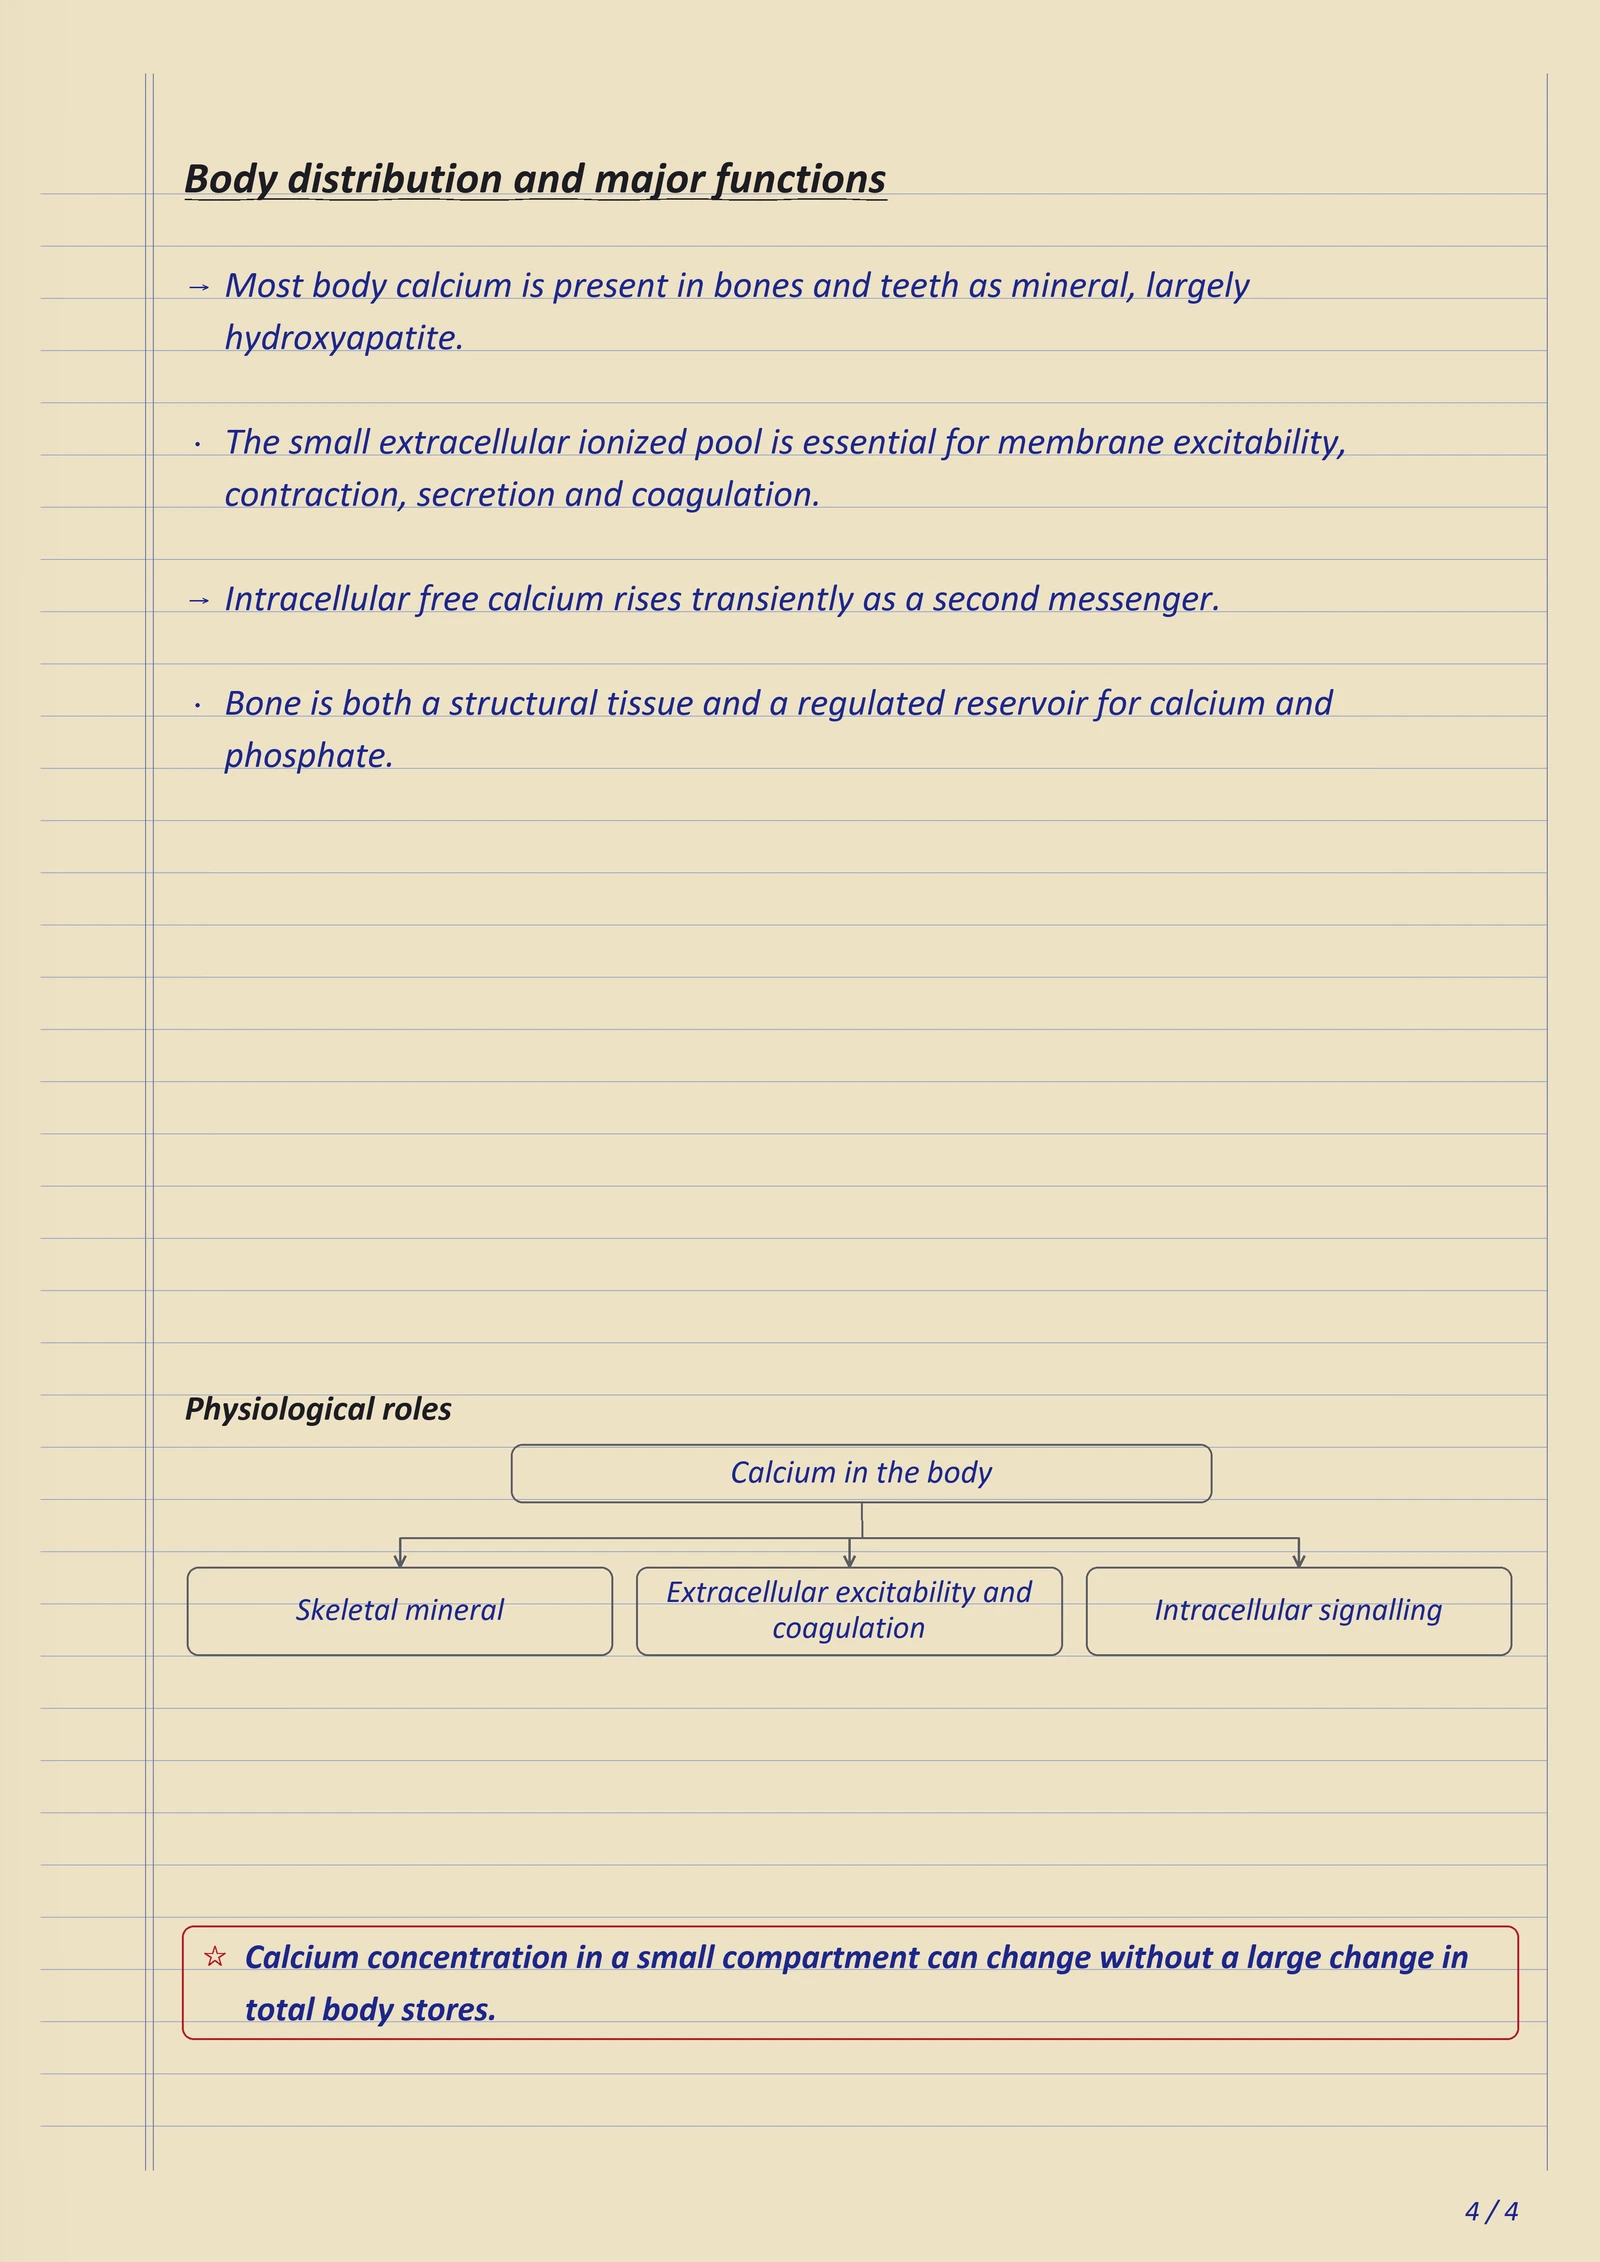 Body distribution and major functions
→ Most body calcium is present in bones and teeth as mineral, largely
hydroxyapatite.
· The small extracellular ionized pool is essential for membrane excitability,
contraction, secretion and coagulation.
→ Intracellular free calcium rises transiently as a second messenger.
· Bone is both a structural tissue and a regulated reservoir for calcium and
phosphate.
Physiological roles
Calcium in the body
Skeletal mineral
Extracellular excitability and
coagulation
Intracellular signalling
☆ Calcium concentration in a small compartment can change without a large change in
total body stores.
4 / 4